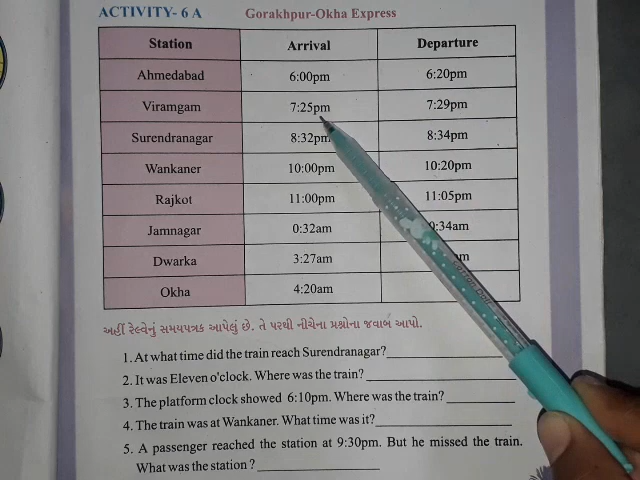 ACTIVITY- 6 A Gorakhpur-Okha Express
Station Arrival Departure
Ahmedabad 6:00pm 6:20pm
Viramgam 7:25pm 7:29pm
Surendranagar 8:32pm 8:34pm
Wankaner 10:00pm 10:20pm
Rajkot 11:00pm 11:05pm
Jamnagar 0:32am 0:34am
Dwarka 3:27am
Okha 4:20am
અહીં રેલ્વેનું સમયપત્રક આપેલું છે. તે પરથી નીચેના પ્રશ્નોના જવાબ આપો.
1. At what time did the train reach Surendranagar?
2. It was Eleven o'clock. Where was the train?
3. The platform clock showed 6:10pm. Where was the train?
4. The train was at Wankaner. What time was it?
5. A passenger reached the station at 9:30pm. But he missed the train.
What was the station ?